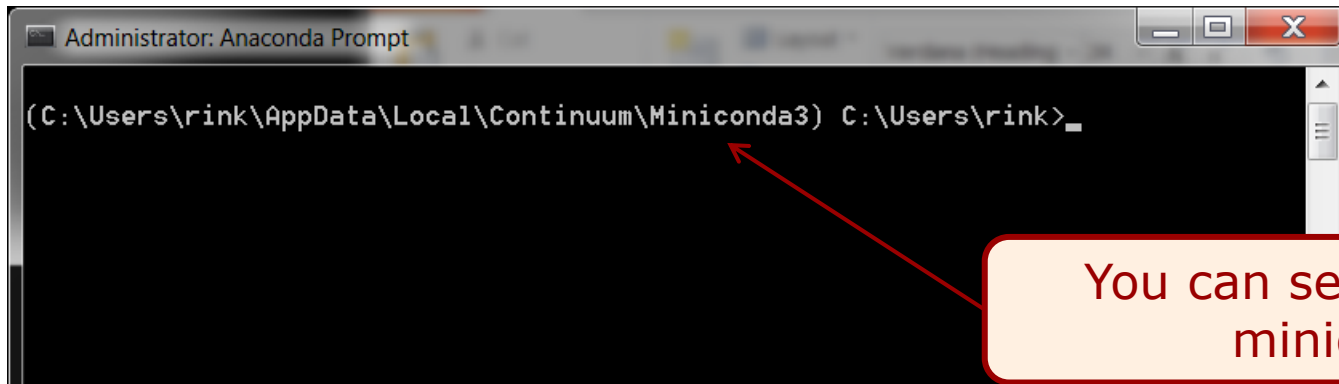 Administrator: Anaconda Prompt
(C:\Users\rink\AppData\Local\Continuum\Miniconda3) C:\Users\rink>_
You can se
mini